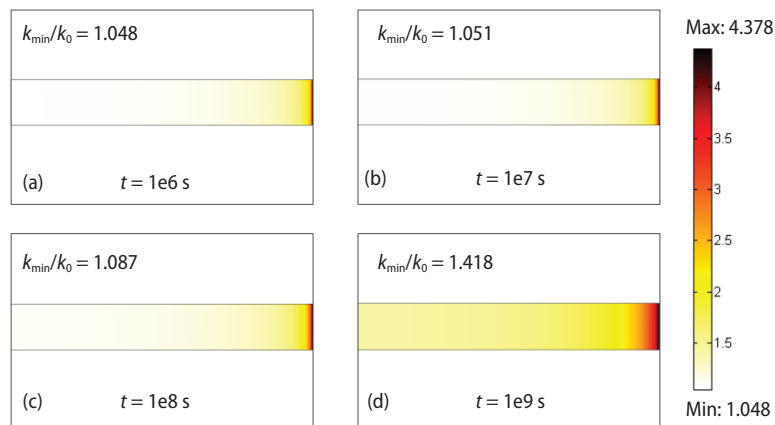 k_min/k_0 = 1.048
(a) t = 1e6 s
k_min/k_0 = 1.051
(b) t = 1e7 s
k_min/k_0 = 1.087
(c) t = 1e8 s
k_min/k_0 = 1.418
(d) t = 1e9 s
Max: 4.378
4
3.5
3
2.5
2
1.5
Min: 1.048